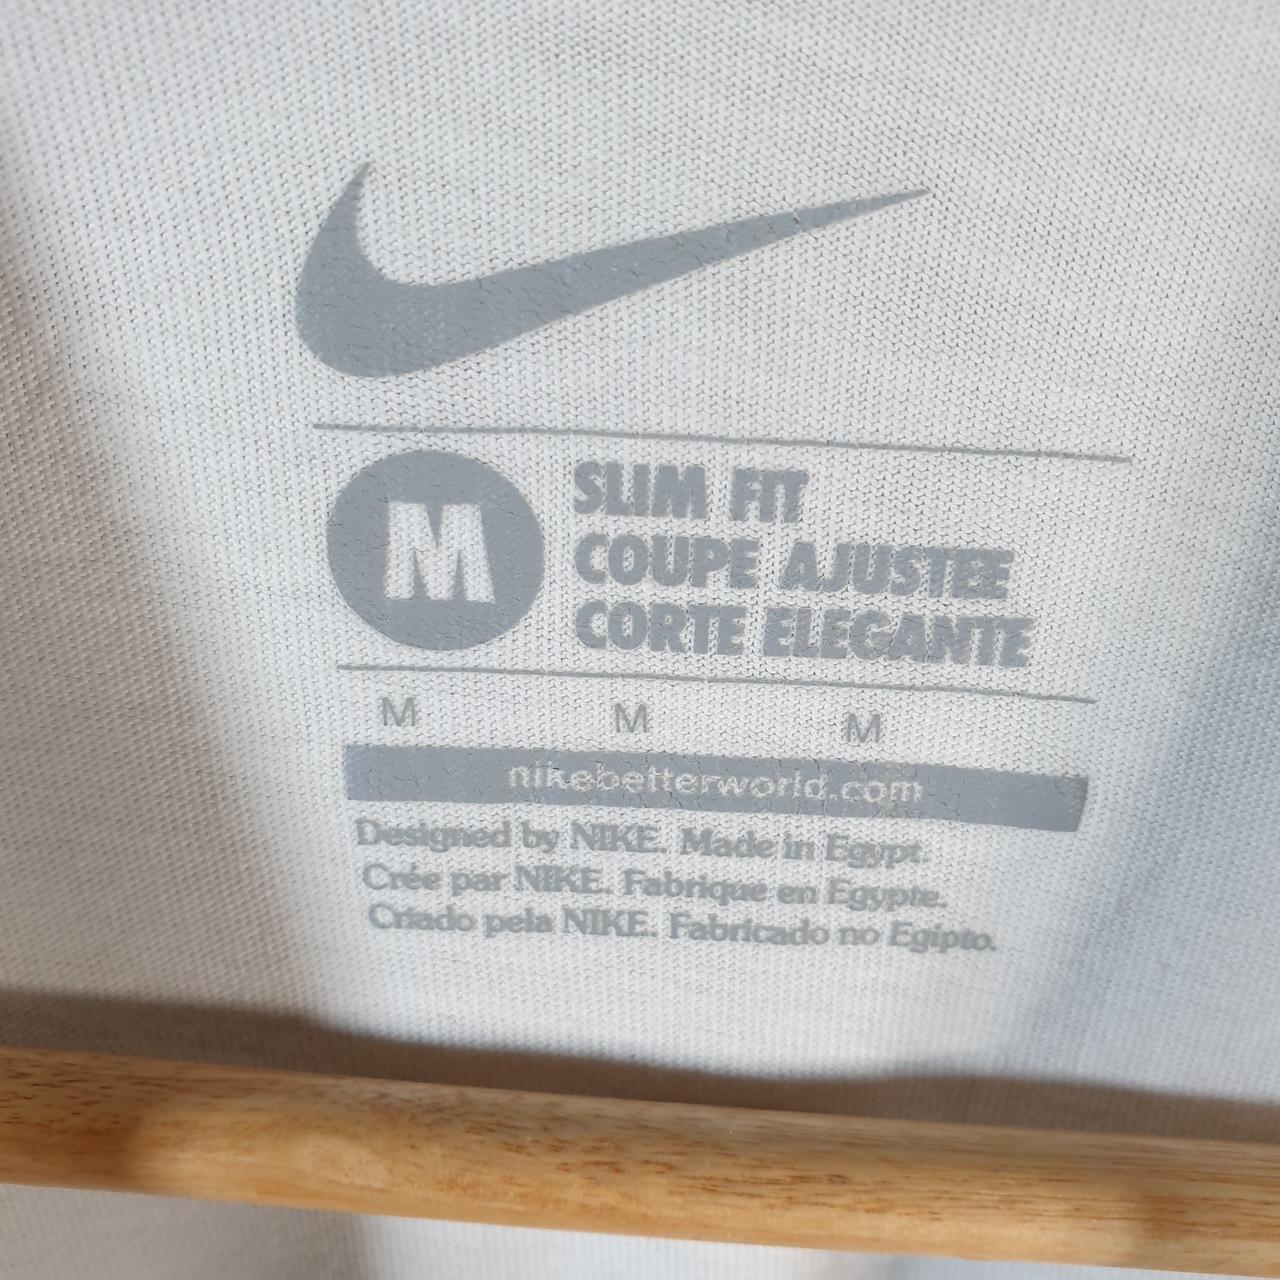 M
SLIM FIT
COUPE AJUSTEE
CORTE ELEGANTE
M M M
nikebetterworld.com
Designed by NIKE. Made in Egypt.
Crée par NIKE. Fabrique en Egypte.
Criado pela NIKE. Fabricado no Egipto.